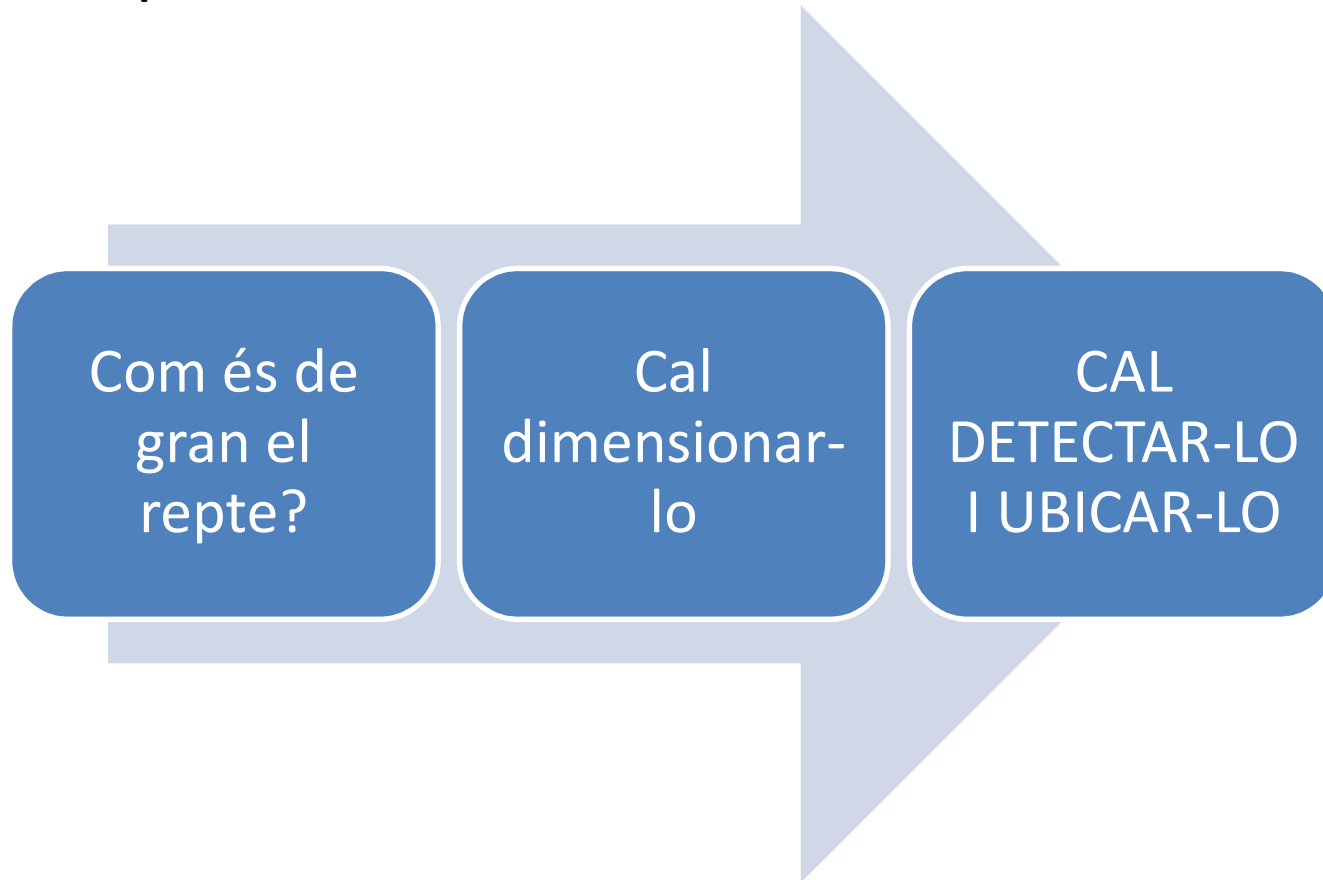 Com és de
gran el
repte?
Cal
dimensionar-
lo
CAL
DETECTAR-LO
I UBICAR-LO